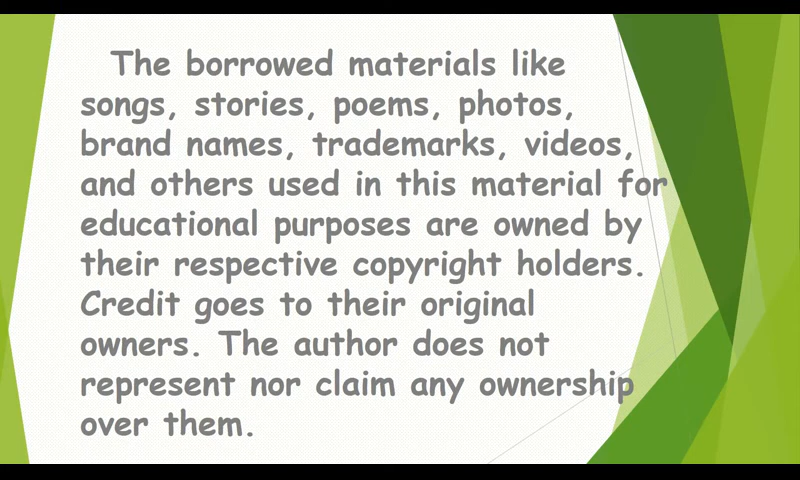 The borrowed materials like
songs, stories, poems, photos,
brand names, trademarks, videos,
and others used in this material for
educational purposes are owned by
their respective copyright holders.
Credit goes to their original
owners. The author does not
represent nor claim any ownership
over them.